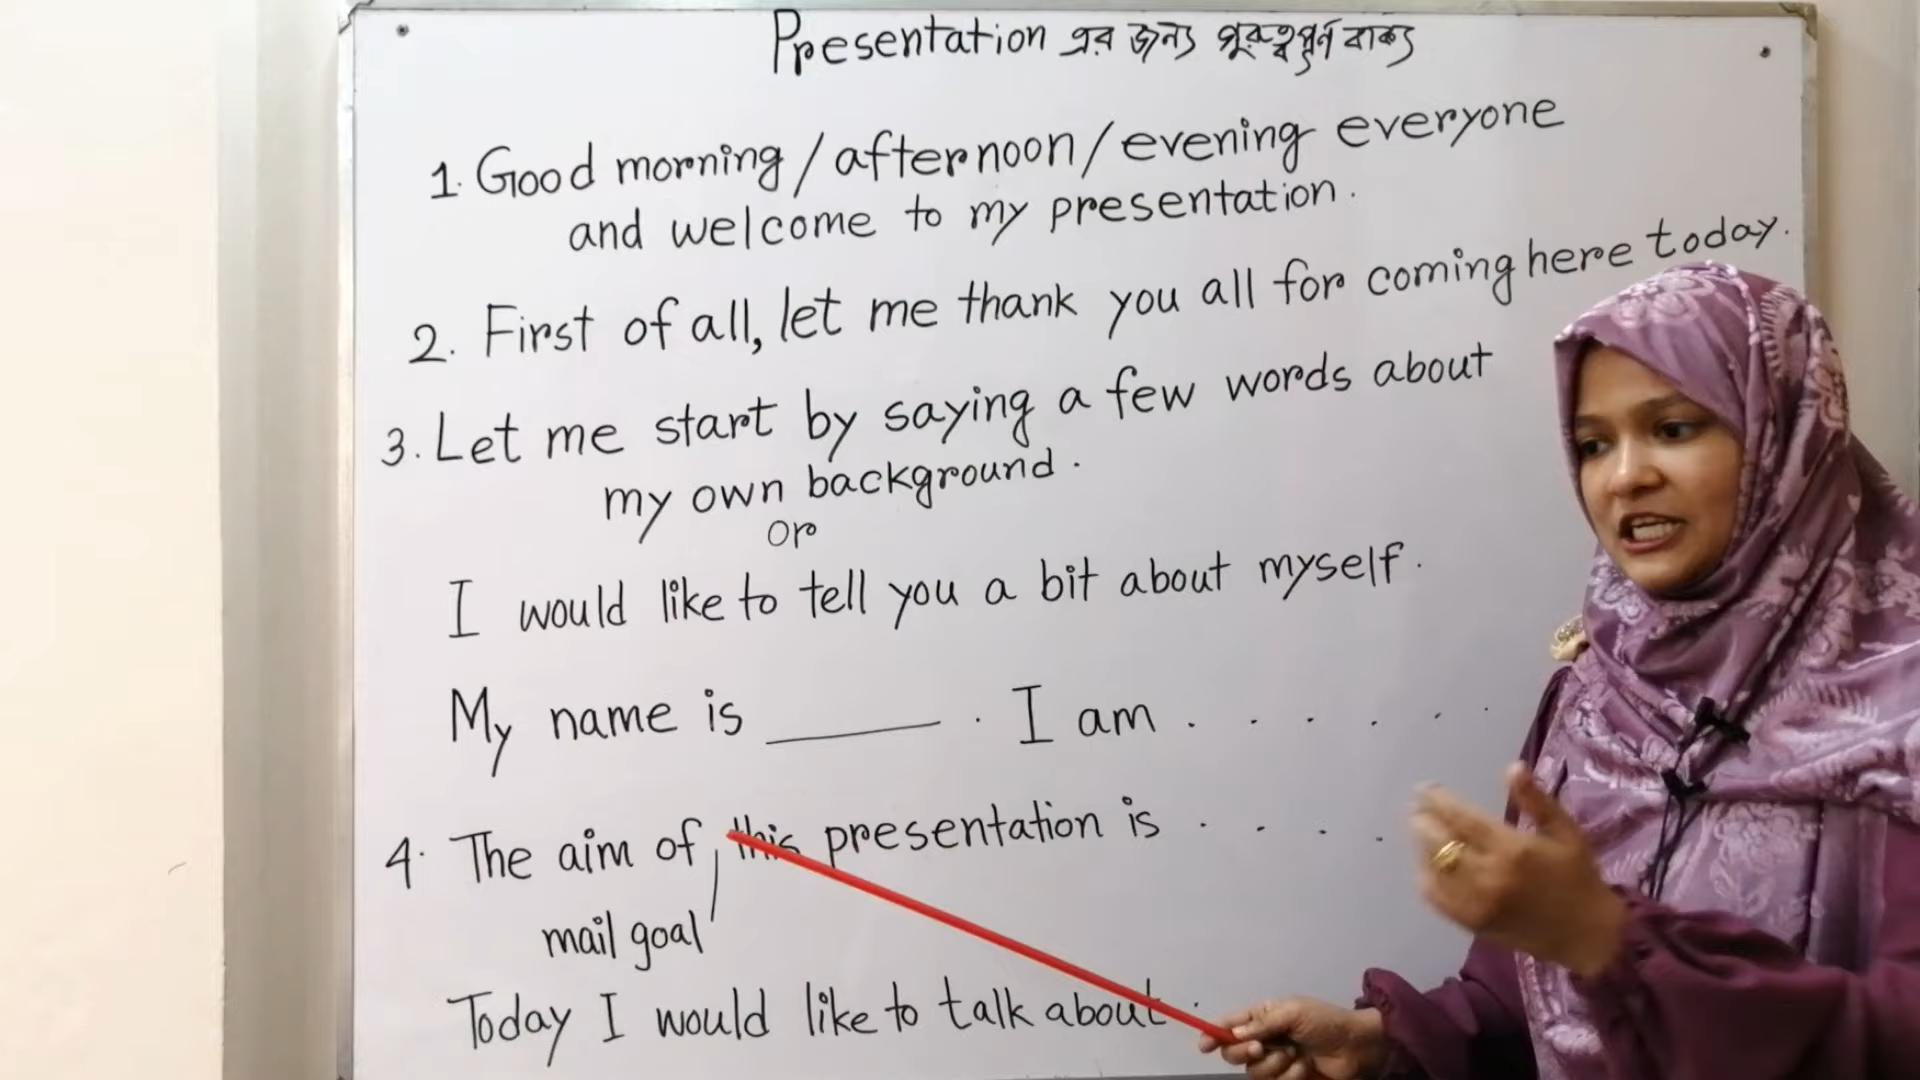 Presentation এর জন্য গুরুত্বপূর্ণ বাক্য
1. Good morning / afternoon / evening everyone
and welcome to my presentation.
2. First of all, let me thank you all for coming here today.
3. Let me start by saying a few words about
my own background.
or
I would like to tell you a bit about myself.
My name is ______ . I am . . . . . .
4. The aim of this presentation is . . . .
mail goal
Today I would like to talk about .